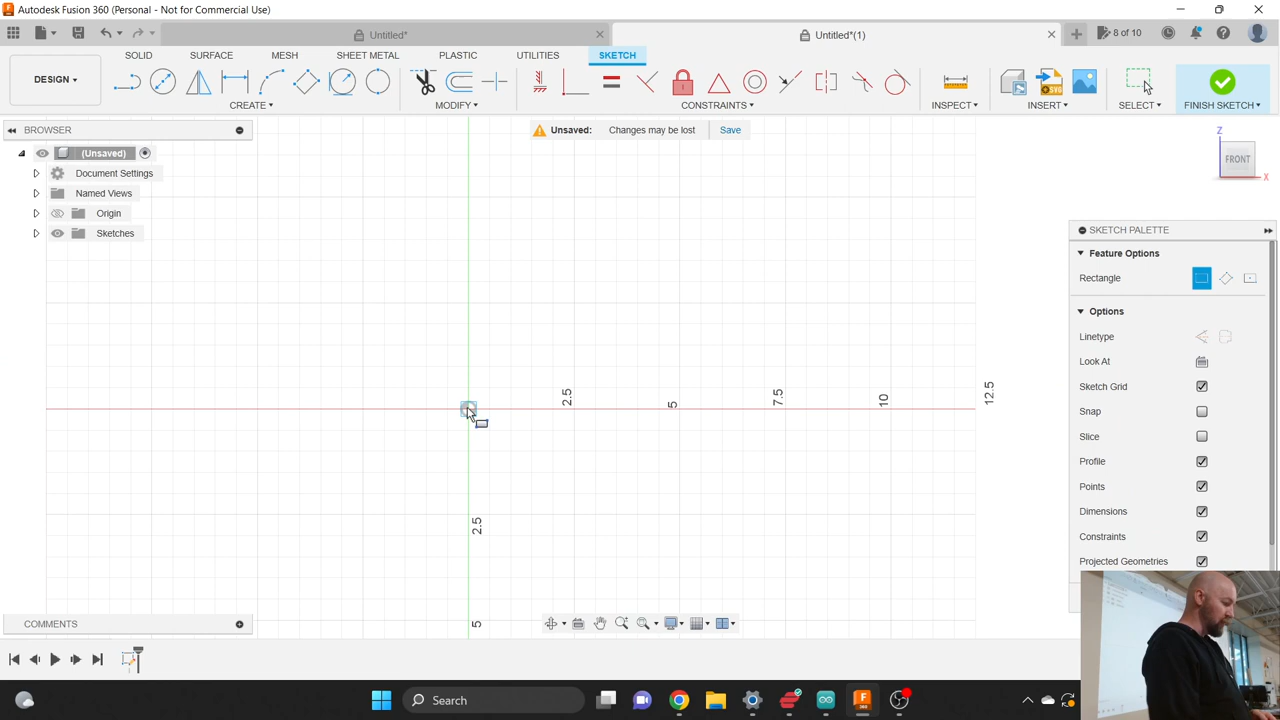 Autodesk Fusion 360 (Personal - Not for Commercial Use)
Untitled*
Untitled*(1)
8 of 10
DESIGN
SOLID
SURFACE
MESH
SHEET METAL
PLASTIC
UTILITIES
SKETCH
CREATE
MODIFY
CONSTRAINTS
INSPECT
INSERT
SVG
SELECT
FINISH SKETCH
BROWSER
Unsaved: Changes may be lost Save
(Unsaved)
Document Settings
Named Views
Origin
Sketches
Z
FRONT
X
SKETCH PALETTE
Feature Options
Rectangle
Options
Linetype
Look At
Sketch Grid
Snap
Slice
Profile
Points
Dimensions
Constraints
Projected Geometries
2.5
5
7.5
10
12.5
2.5
5
COMMENTS
Search
F
360